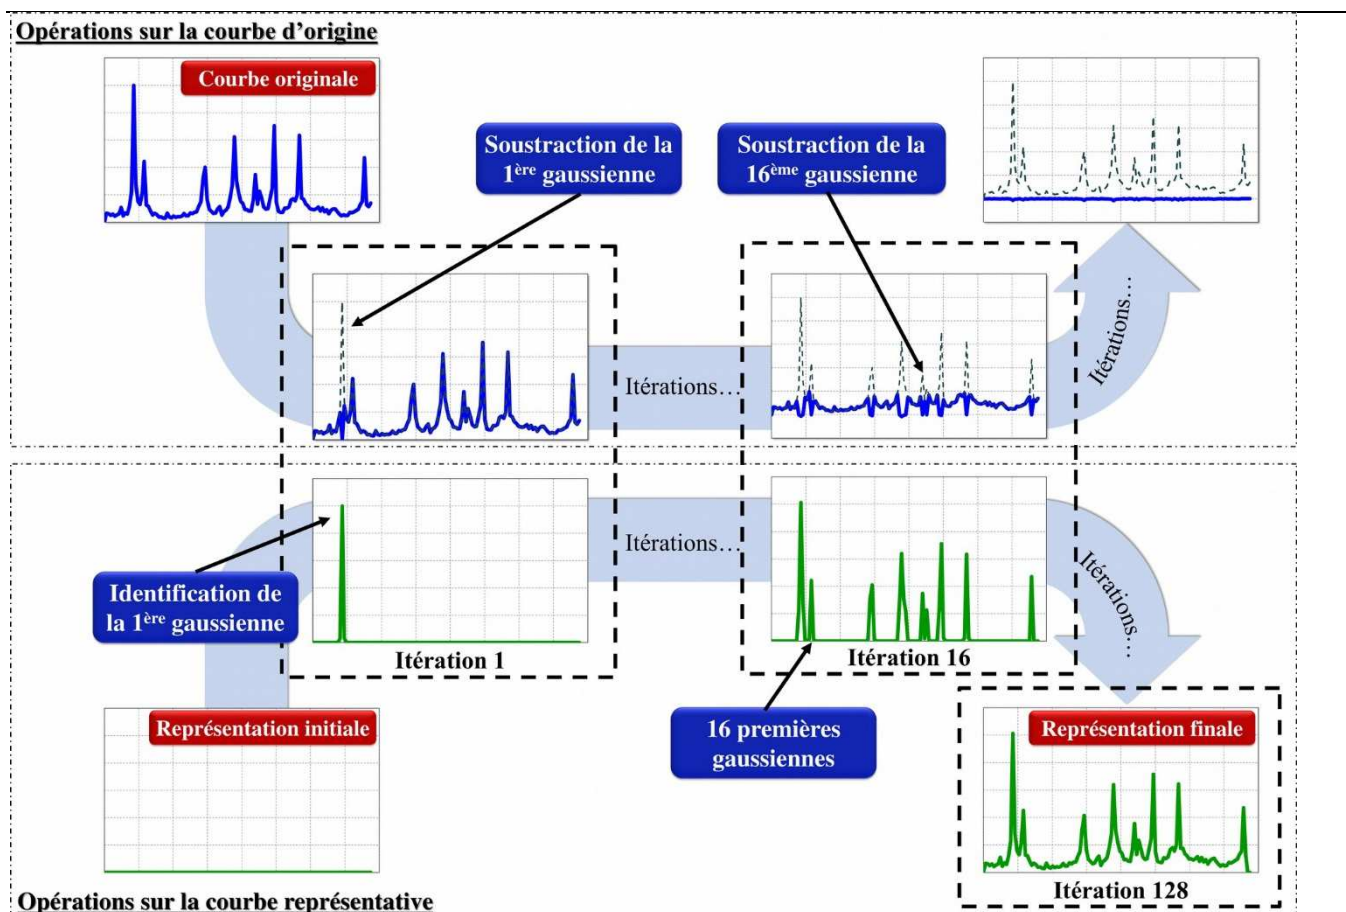 Opérations sur la courbe d’origine
Courbe originale
Soustraction de la
1ère gaussienne
Soustraction de la
16ème gaussienne
Itérations…
Itérations…
Itérations…
Itérations…
Identification de
la 1ère gaussienne
Itération 1
Itération 16
Représentation initiale
16 premières
gaussiennes
Représentation finale
Itération 128
Opérations sur la courbe représentative